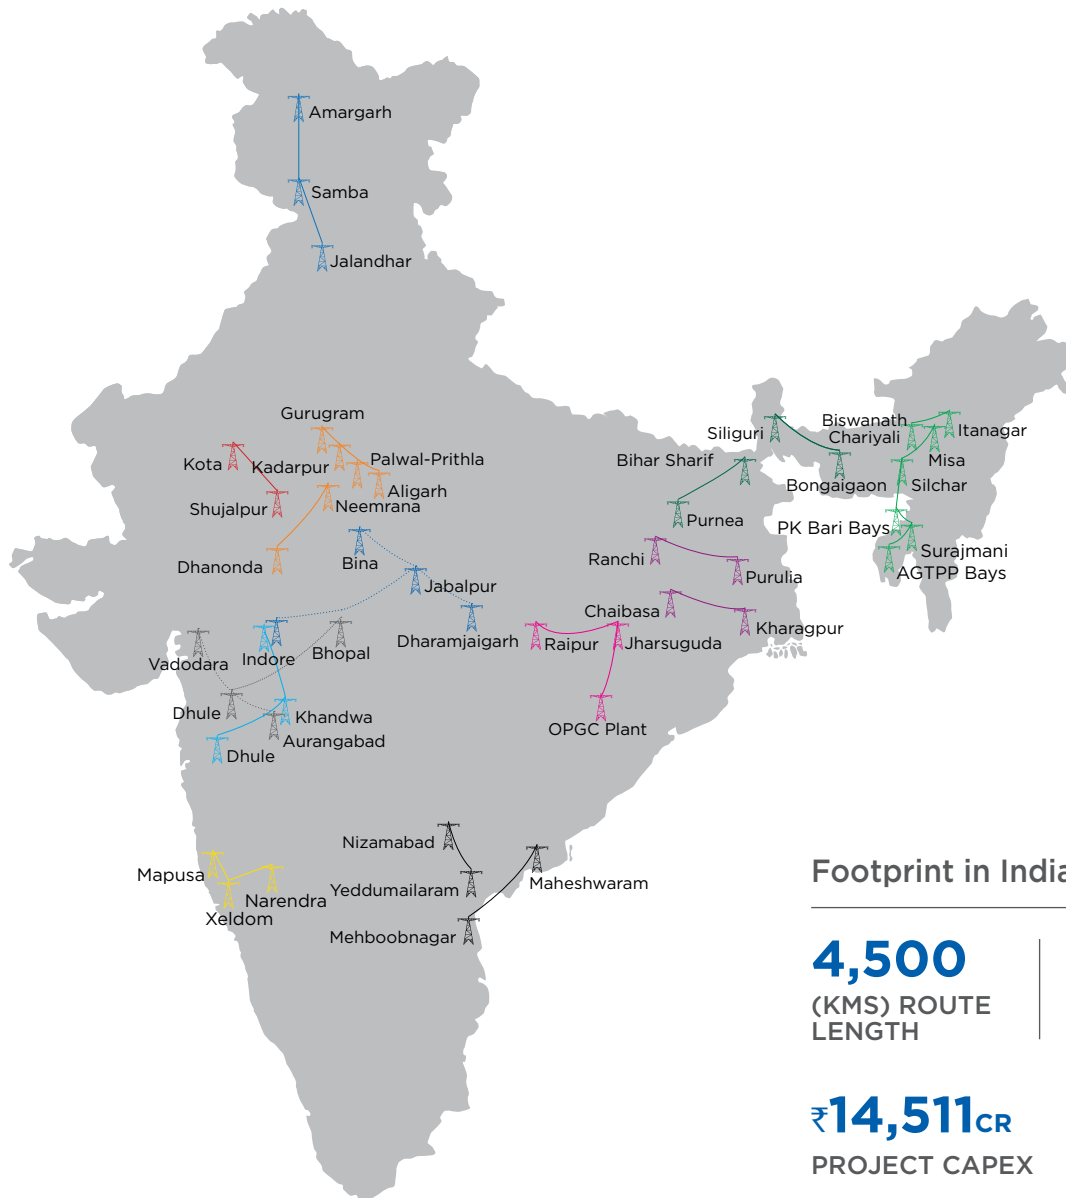 Amargarh
Samba
Jalandhar
Gurugram
Kota
Kadarpur
Palwal-Prithla
Aligarh
Shujalpur
Neemrana
Dhanonda
Bina
Jabalpur
Dharamjaigarh
Vadodara
Indore
Bhopal
Dhule
Khandwa
Aurangabad
Dhule
Siliguri
Bihar Sharif
Bongaigaon
Purnea
Biswanath
Chariyali
Itanagar
Misa
Silchar
PK Bari Bays
Surajmani
AGTPP Bays
Ranchi
Purulia
Chaibasa
Kharagpur
Raipur
Jharsuguda
OPGC Plant
Nizamabad
Yeddumailaram
Maheshwaram
Mehboobnagar
Mapusa
Narendra
Xeldom
Footprint in India
4,500
(KMS) ROUTE
LENGTH
₹14,511CR
PROJECT CAPEX